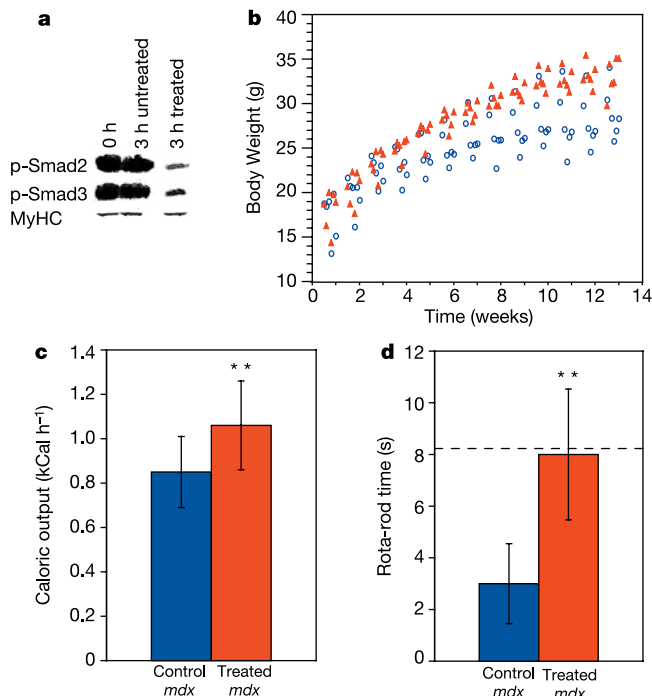 a
0 h
3 h untreated
3 h treated
p-Smad2
p-Smad3
MyHC
b
Body Weight (g)
40
35
30
25
20
15
10
0 2 4 6 8 10 12 14
Time (weeks)
c
Caloric output (kCal h⁻¹)
1.4
1.2
1.0
0.8
0.6
0.4
0.2
0
* *
Control Treated
mdx mdx
d
Rota-rod time (s)
12
10
8
6
4
2
0
* *
Control Treated
mdx mdx